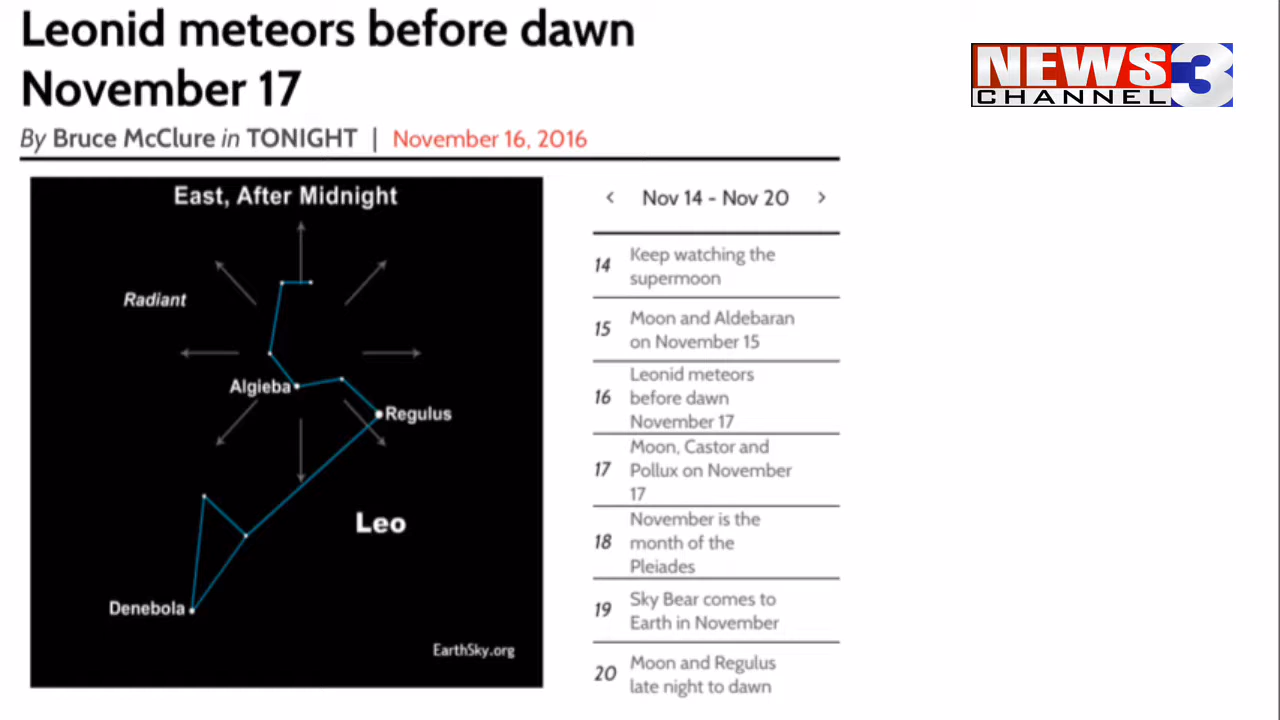 Leonid meteors before dawn
November 17
By Bruce McClure in TONIGHT | November 16, 2016
NEWS 3
CHANNEL
East, After Midnight
Radiant
Algieba
Regulus
Leo
Denebola
EarthSky.org
< Nov 14 - Nov 20 >
14 Keep watching the
supermoon
15 Moon and Aldebaran
on November 15
16 Leonid meteors
before dawn
November 17
17 Moon, Castor and
Pollux on November
17
18 November is the
month of the
Pleiades
19 Sky Bear comes to
Earth in November
20 Moon and Regulus
late night to dawn